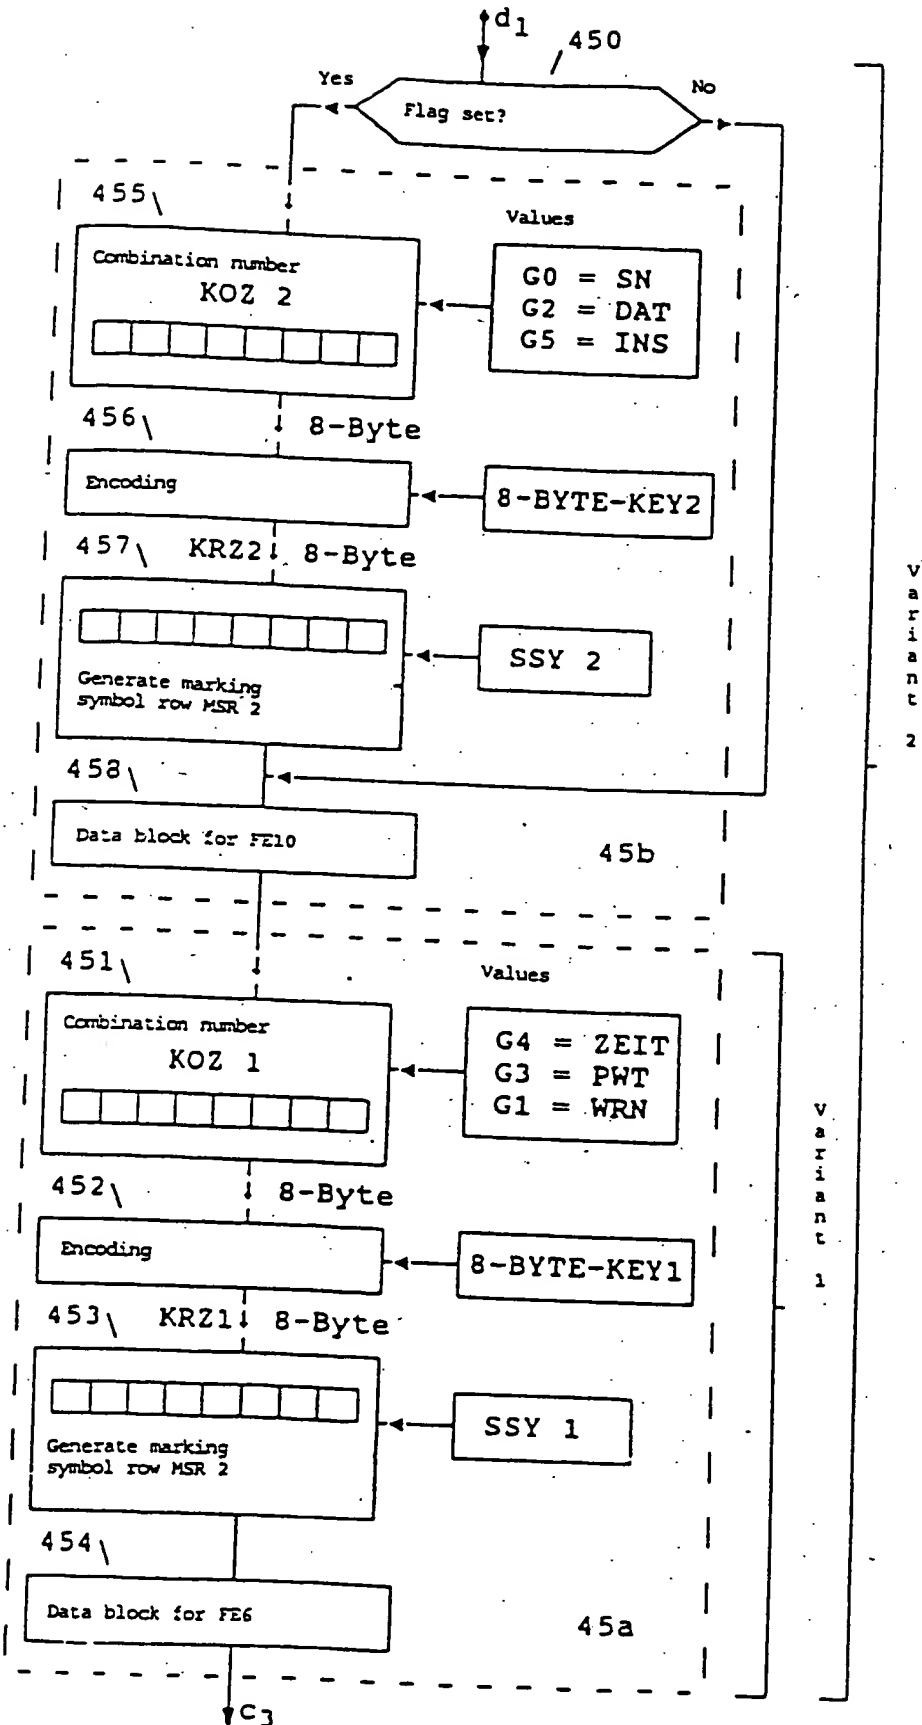 d1
450
Yes
No
Flag set?
455
Values
Combination number
KOZ 2
G0 = SN
G2 = DAT
G5 = INS
456
8-Byte
Encoding
8-BYTE-KEY2
457
KRZ2
8-Byte
SSY 2
Generate marking
symbol row MSR 2
458
Data block for FE10
45b
Variant 2
451
Values
Combination number
KOZ 1
G4 = ZEIT
G3 = PWT
G1 = WRN
452
8-Byte
Encoding
8-BYTE-KEY1
453
KRZ1
8-Byte
SSY 1
Generate marking
symbol row MSR 2
454
Data block for FE6
45a
Variant 1
c3